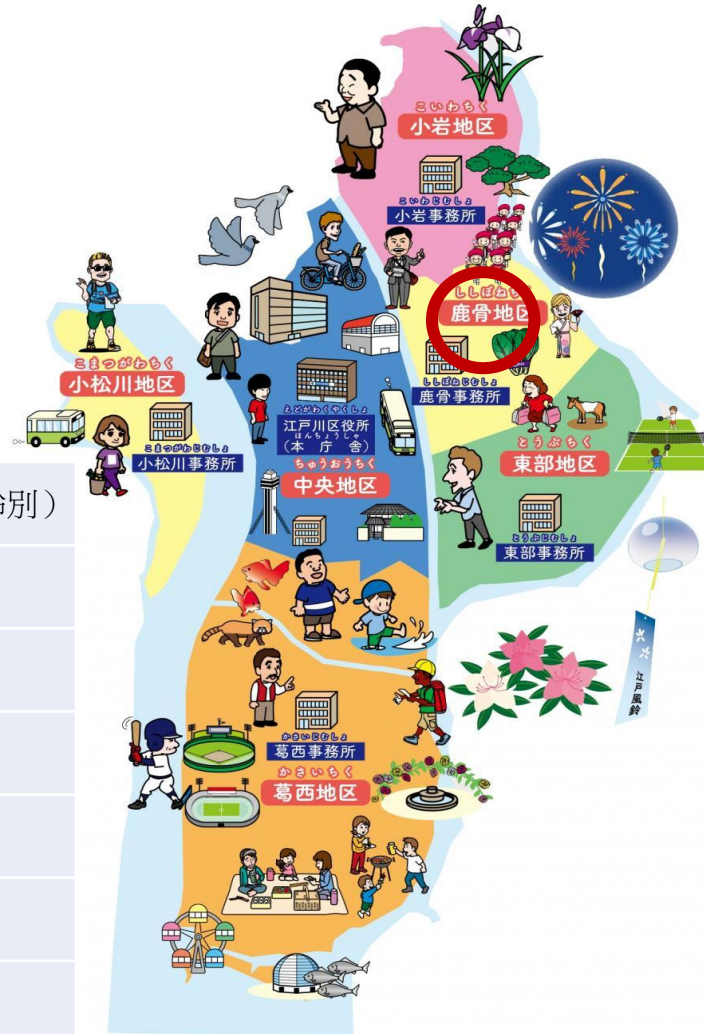 こいわちく
小岩地区
こいわじむしょ
小岩事務所
ししぼねち
鹿骨地区
ししぼねじむしょ
鹿骨事務所
こまつがわちく
小松川地区
こまつがわじむしょ
小松川事務所
えどがわくやくしょ
江戸川区役所
ほんちょうしゃ
(本庁舎)
ちゅうおうちく
中央地区
とうぶちく
東部地区
とうぶじむしょ
東部事務所
齢別)
江戸風鈴
かさいじむしょ
葛西事務所
かさいちく
葛西地区